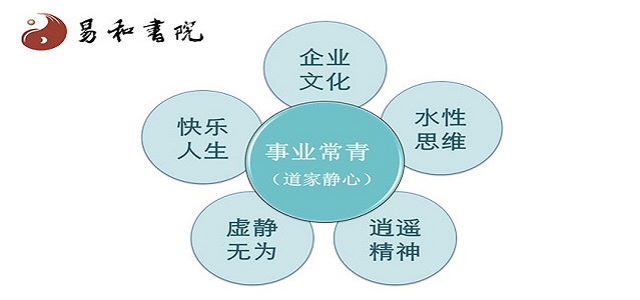 易和書院
企业
文化
水性
思维
逍遥
精神
虚静
无为
快乐
人生
事业常青
（道家静心）